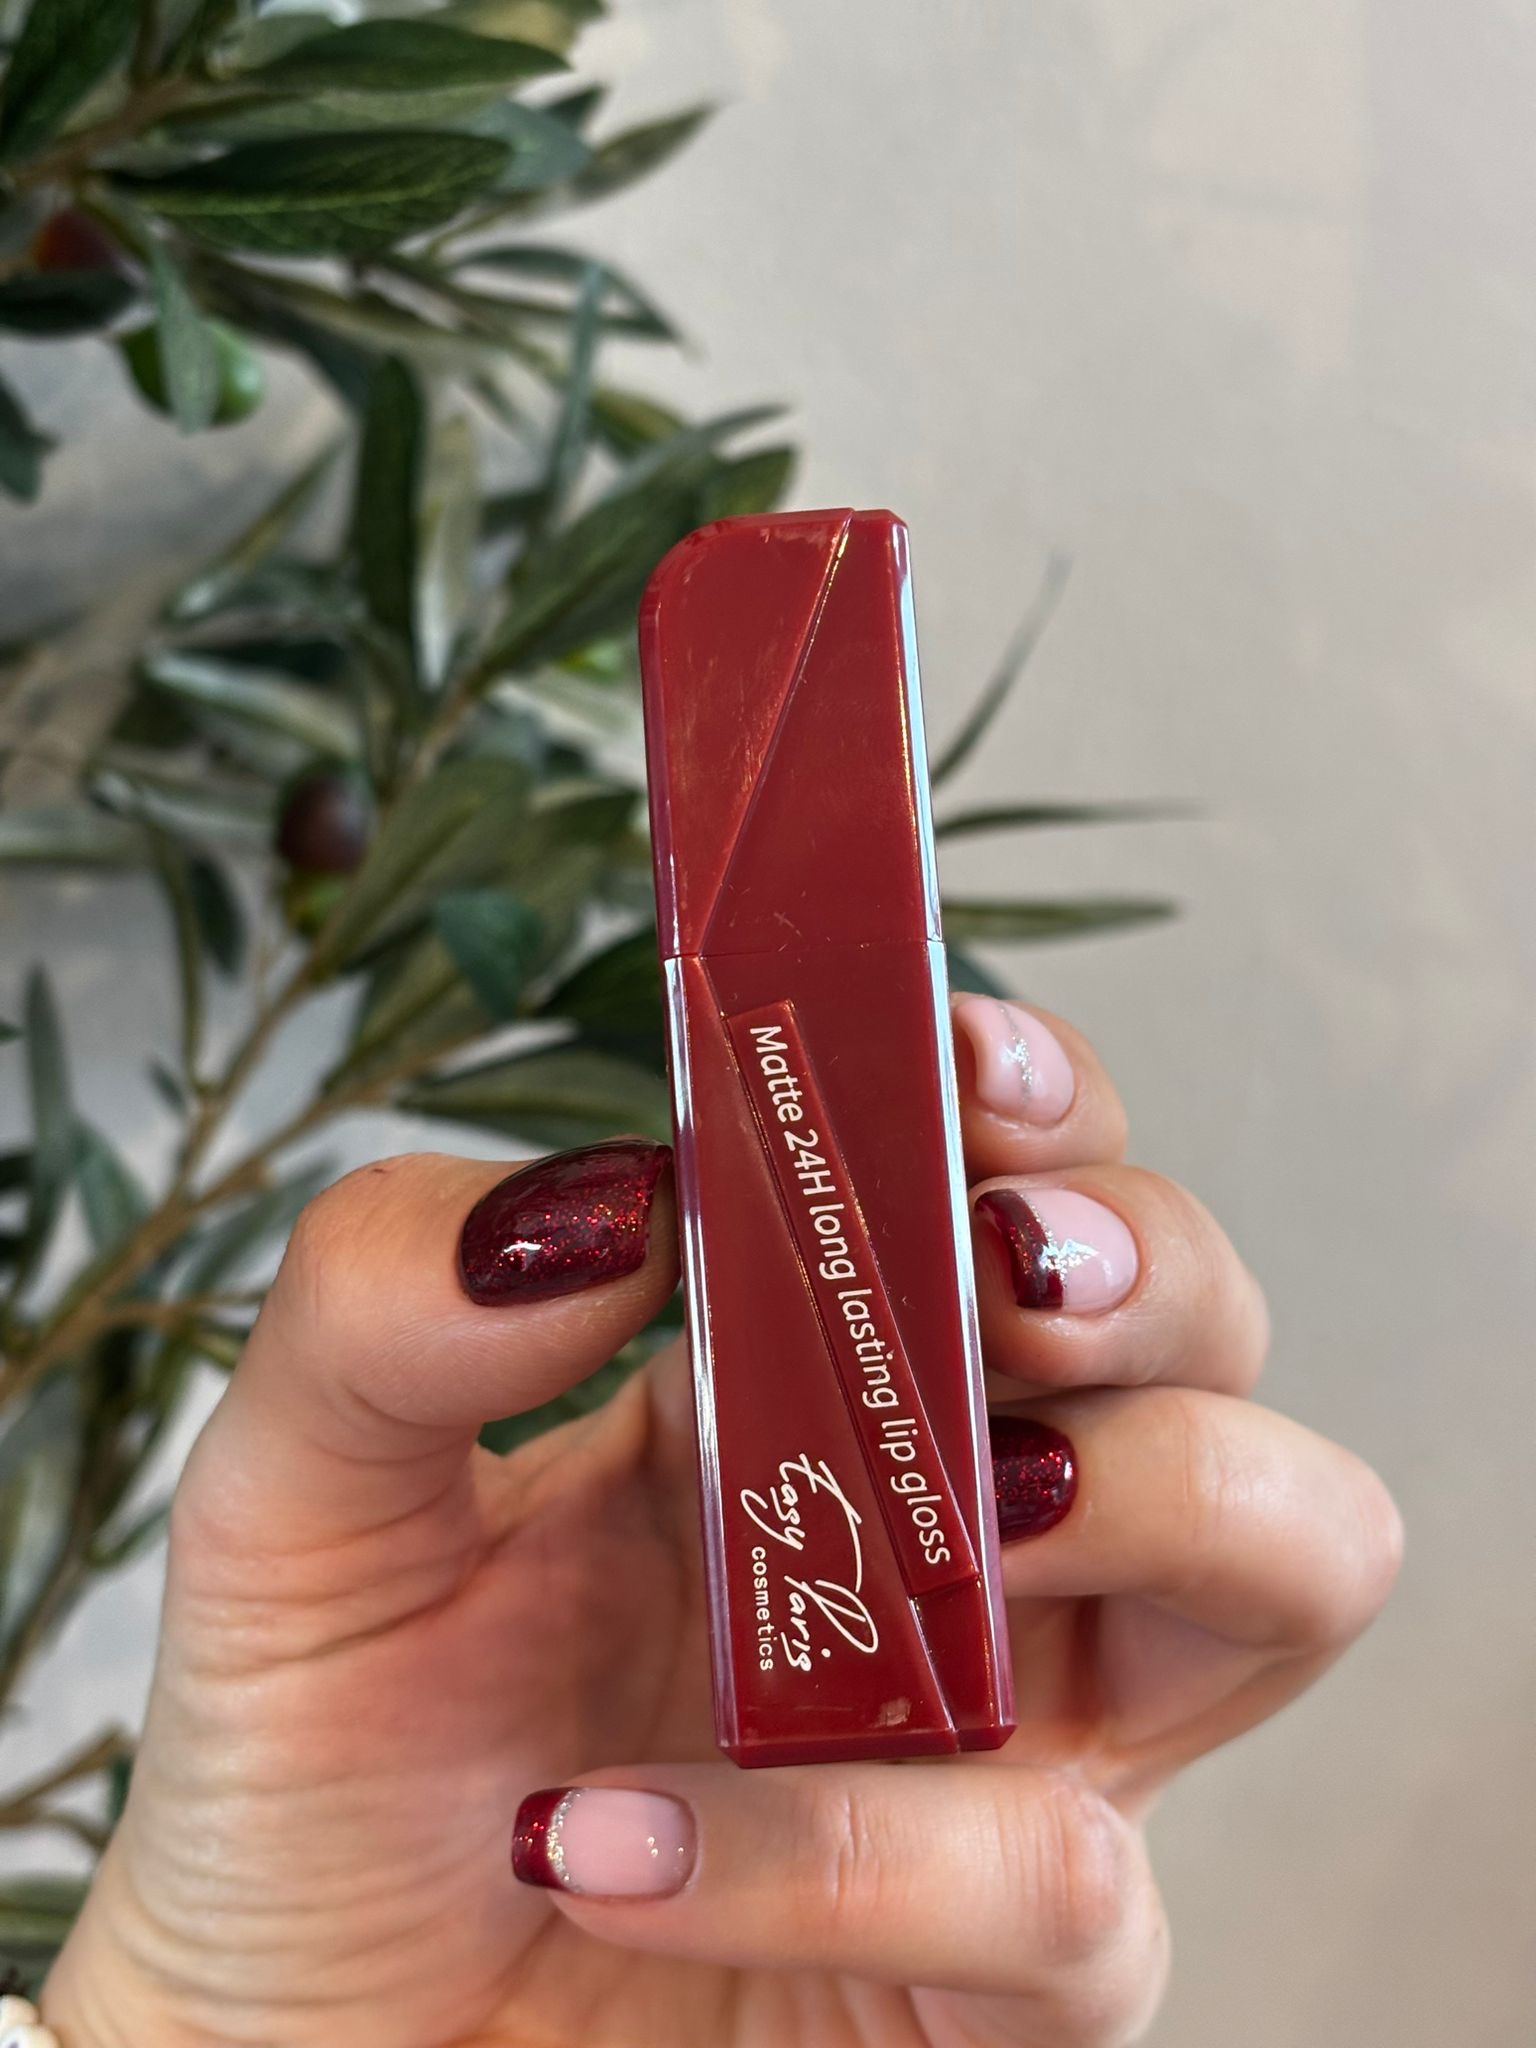 Matte 24H long lasting lip gloss
Easy Paris
cosmetics